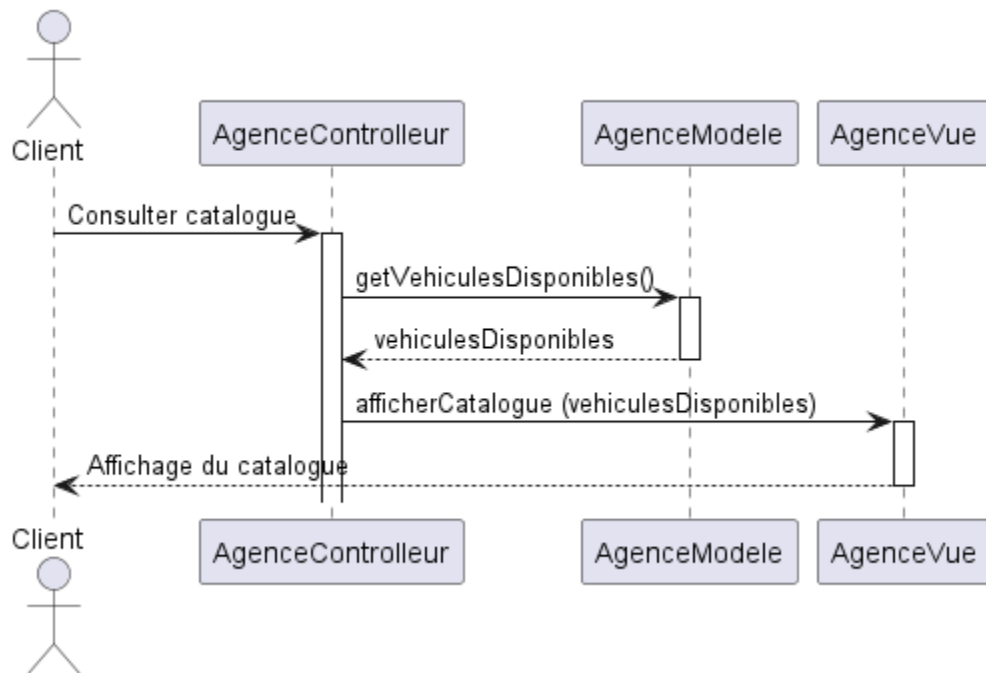 Client
AgenceControlleur
AgenceModele
AgenceVue
Consulter catalogue
getVehiculesDisponibles()
vehiculesDisponibles
afficherCatalogue (vehiculesDisponibles)
Affichage du catalogue
Client
AgenceControlleur
AgenceModele
AgenceVue